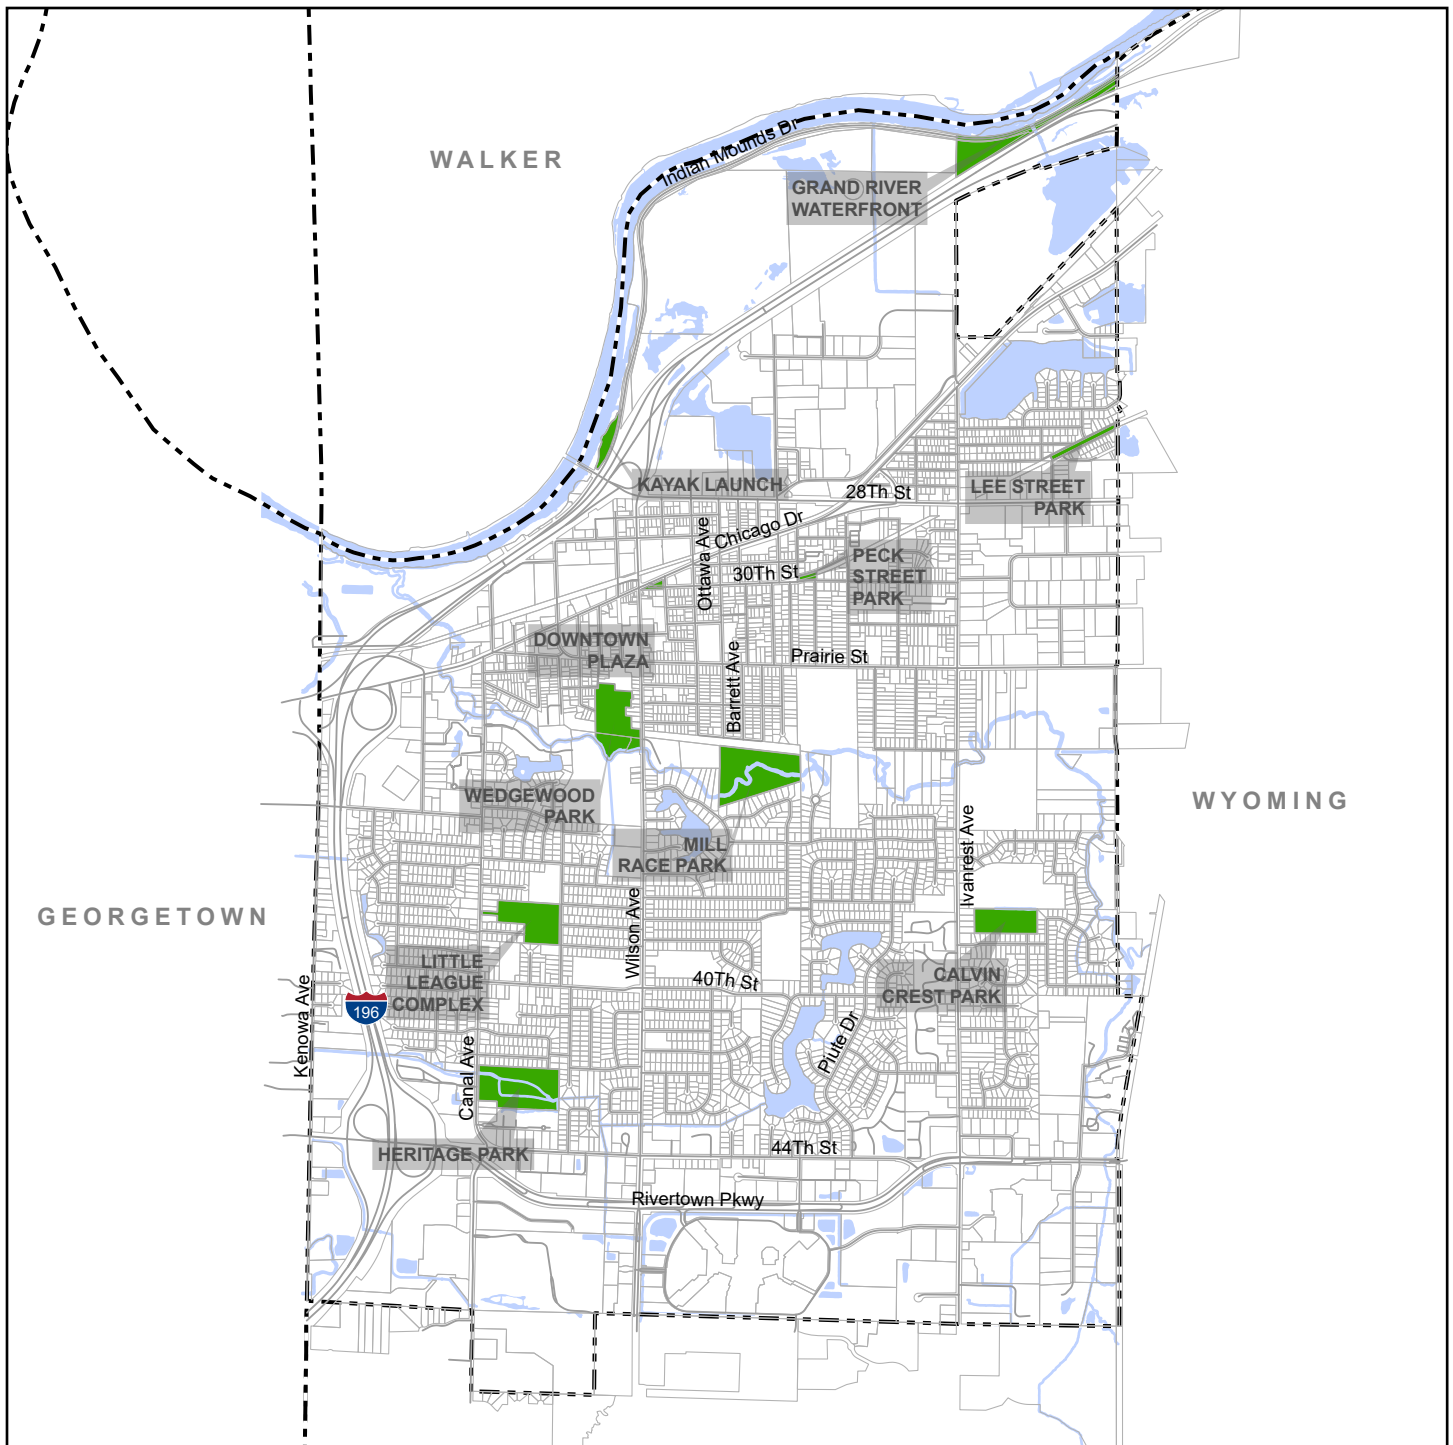 WALKER
Indian Mounds Dr
GRAND RIVER
WATERFRONT
KAYAK LAUNCH
28Th St
LEE STREET
PARK
Chicago Dr
Ottawa Ave
30Th St
PECK
STREET
PARK
DOWNTOWN
PLAZA
Barrett Ave
Prairie St
WEDGEWOOD
PARK
MILL
RACE PARK
WYOMING
Ivanrest Ave
GEORGETOWN
Wilson Ave
LITTLE
LEAGUE
COMPLEX
CALVIN
CREST PARK
40Th St
196
Kenowa Ave
Canal Ave
Piute Dr
HERITAGE PARK
44Th St
Rivertown Pkwy